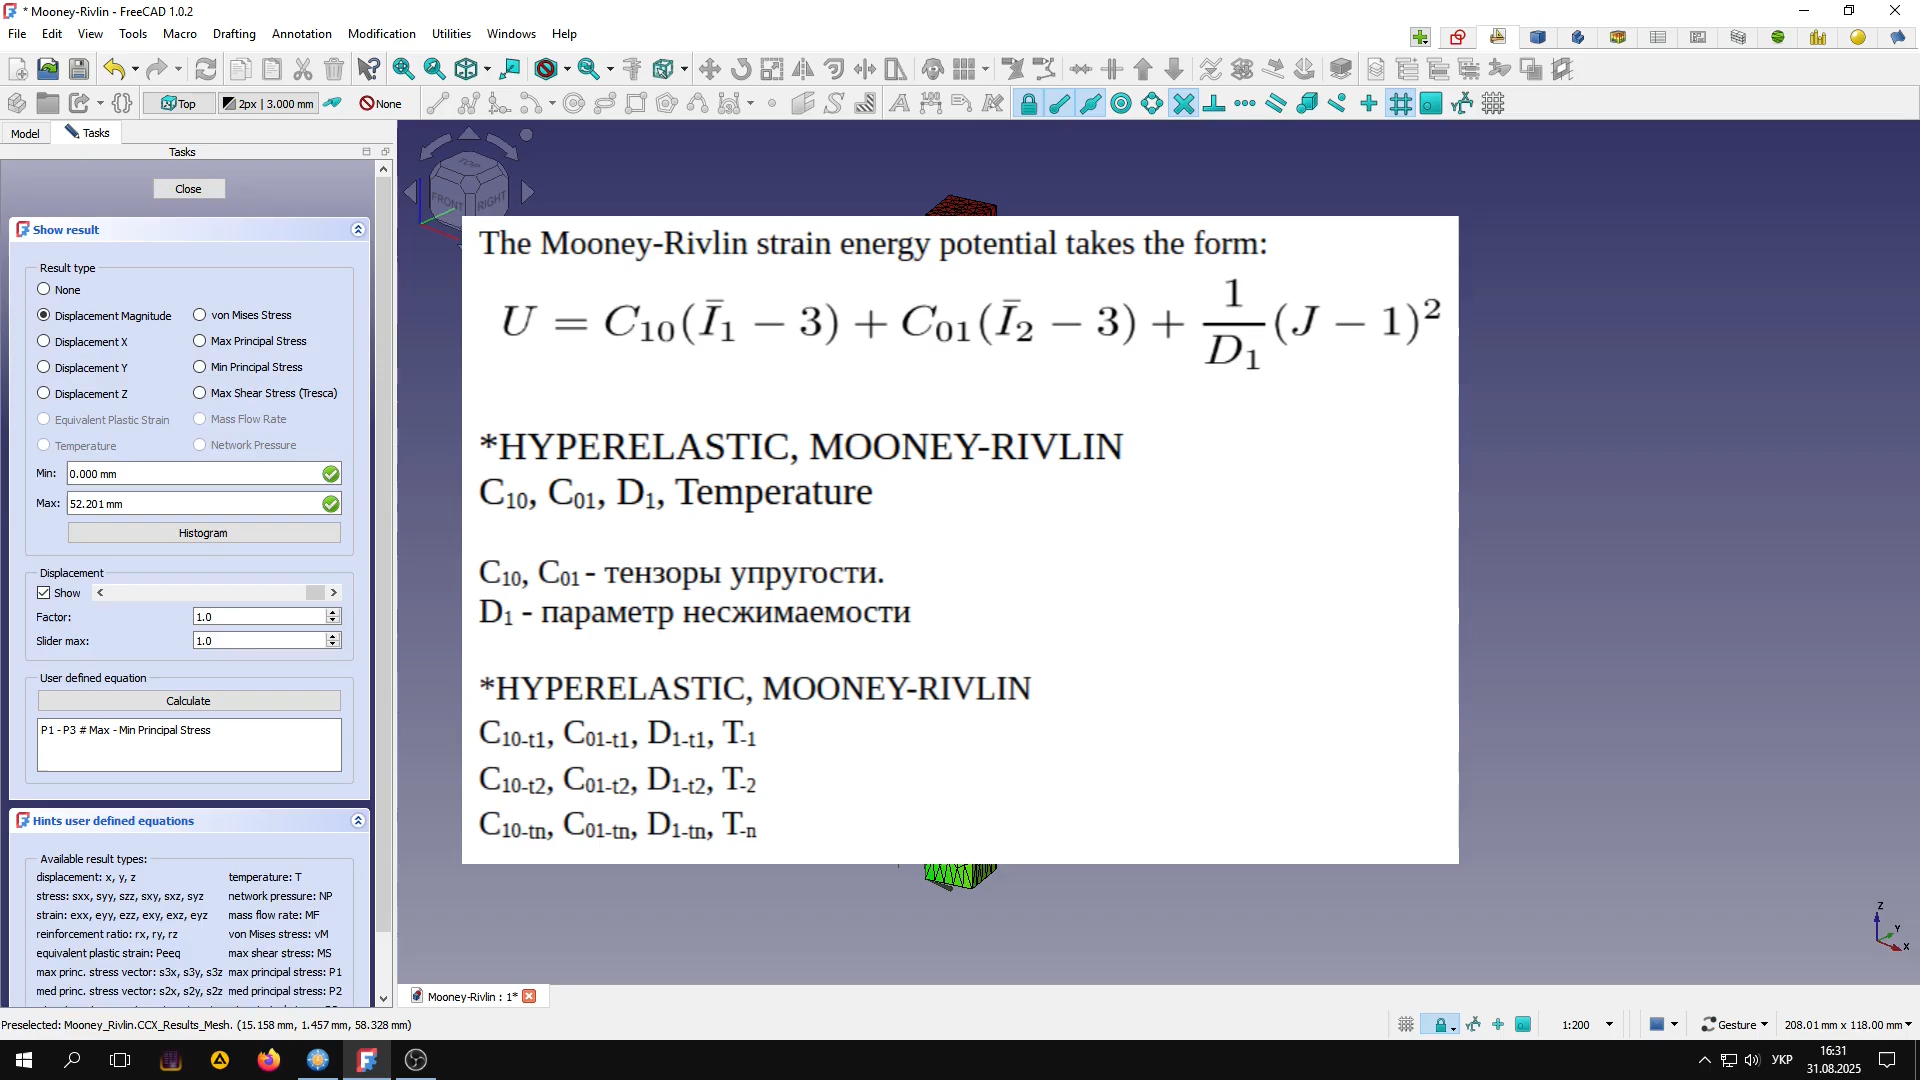 * Mooney-Rivlin - FreeCAD 1.0.2
File Edit View Tools Macro Drafting Annotation Modification Utilities Windows Help
Top 2px | 3.000 mm None
Model Tasks
Tasks
Close
TOP
FRONT RIGHT
Show result
Result type
None
Displacement Magnitude von Mises Stress
Displacement X Max Principal Stress
Displacement Y Min Principal Stress
Displacement Z Max Shear Stress (Tresca)
Equivalent Plastic Strain Mass Flow Rate
Temperature Network Pressure
Min: 0.000 mm
Max: 52.201 mm
Histogram
Displacement
Show
Factor: 1.0
Slider max: 1.0
User defined equation
Calculate
P1 - P3 # Max - Min Principal Stress
Hints user defined equations
Available result types:
displacement: x, y, z temperature: T
stress: sxx, syy, szz, sxy, sxz, syz network pressure: NP
strain: exx, eyy, ezz, exy, exz, eyz mass flow rate: MF
reinforcement ratio: rx, ry, rz von Mises stress: vM
equivalent plastic strain: Peeq max shear stress: MS
max princ. stress vector: s3x, s3y, s3z max principal stress: P1
med princ. stress vector: s2x, s2y, s2z med principal stress: P2
The Mooney-Rivlin strain energy potential takes the form:
U = C₁₀(Ī₁ − 3) + C₀₁(Ī₂ − 3) + 1/D₁ (J − 1)²
*HYPERELASTIC, MOONEY-RIVLIN
C₁₀, C₀₁, D₁, Temperature
C₁₀, C₀₁ - тензоры упругости.
D₁ - параметр несжимаемости
*HYPERELASTIC, MOONEY-RIVLIN
C10-t1, C01-t1, D1-t1, T-1
C10-t2, C01-t2, D1-t2, T-2
C10-tn, C01-tn, D1-tn, T-n
Z
Y
X
Mooney-Rivlin : 1*
Preselected: Mooney_Rivlin.CCX_Results_Mesh. (15.158 mm, 1.457 mm, 58.328 mm) 1:200 Gesture 208.01 mm x 118.00 mm
УКР 16:31
31.08.2025